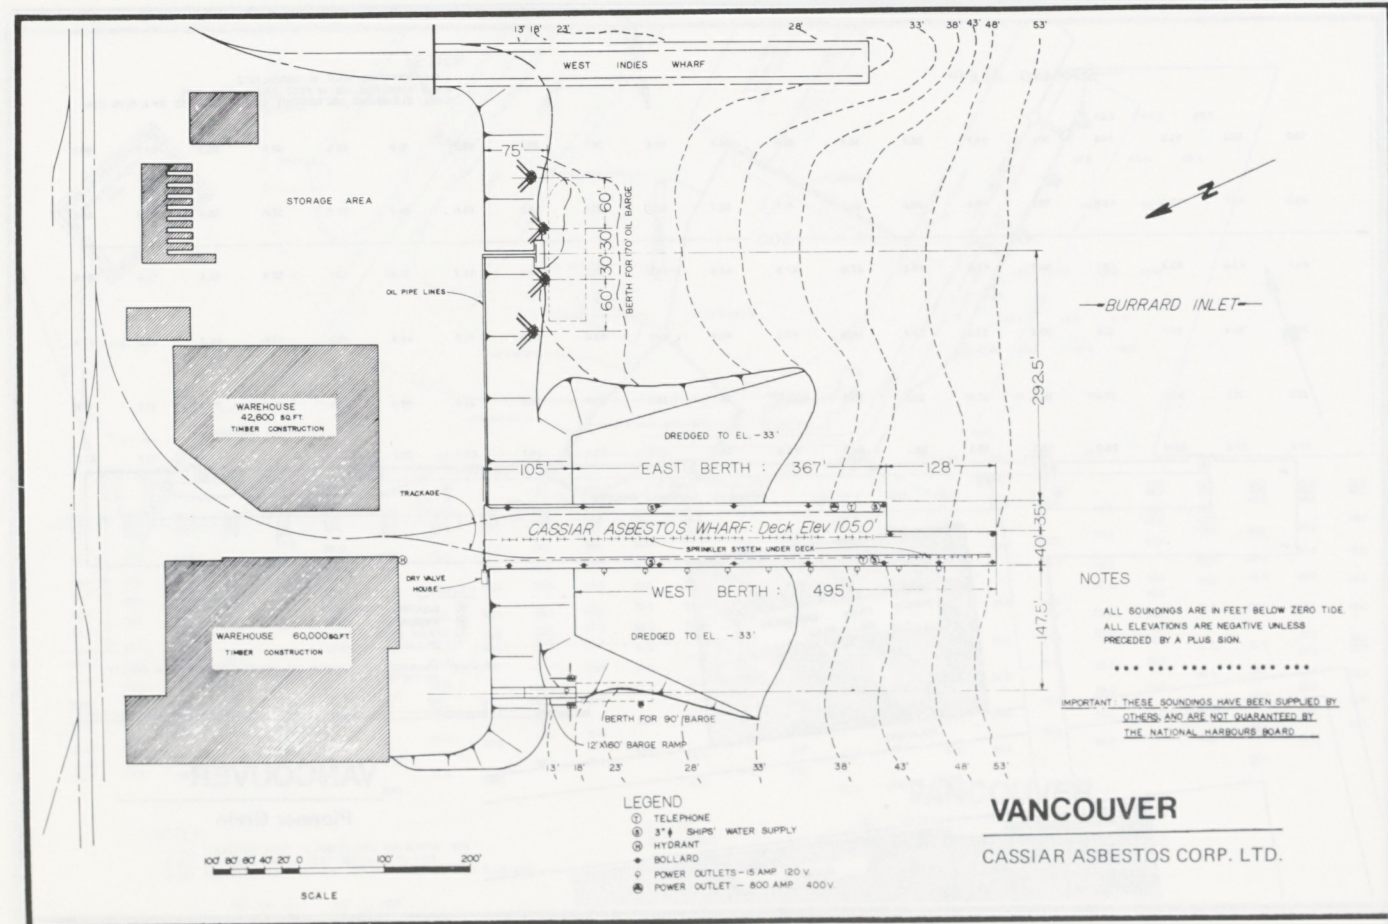 13' 18' 23' 28' 33' 38' 43' 48' 53'
WEST INDIES WHARF
75'
STORAGE AREA
60'
30'
30'
60'
BERTH FOR 170' OIL BARGE
N
OIL PIPE LINES
BURRARD INLET
292.5'
WAREHOUSE
42,600 SQ.FT.
TIMBER CONSTRUCTION
DREDGED TO EL. -33'
105' EAST BERTH : 367' 128'
TRACKAGE
T S
CASSIAR ASBESTOS WHARF: Deck Elev 105.0'
35'
40'
SPRINKLER SYSTEM UNDER DECK
H
DRY VALVE
HOUSE
WEST BERTH : 495'
147.5'
WAREHOUSE 60,000 SQ.FT
TIMBER CONSTRUCTION
DREDGED TO EL - 33'
BERTH FOR 90' BARGE
12'X60' BARGE RAMP
13' 18' 23' 28' 33' 38' 43' 48' 53'
NOTES
ALL SOUNDINGS ARE IN FEET BELOW ZERO TIDE.
ALL ELEVATIONS ARE NEGATIVE UNLESS
PRECEDED BY A PLUS SIGN.
IMPORTANT : THESE SOUNDINGS HAVE BEEN SUPPLIED BY
OTHERS, AND ARE NOT GUARANTEED BY
THE NATIONAL HARBOURS BOARD
LEGEND
T TELEPHONE
S 3"ϕ SHIPS' WATER SUPPLY
H HYDRANT
BOLLARD
POWER OUTLETS - 15 AMP 120 V.
POWER OUTLET - 800 AMP 400 V.
100' 80' 60' 40' 20' 0 100' 200'
SCALE
VANCOUVER
CASSIAR ASBESTOS CORP. LTD.